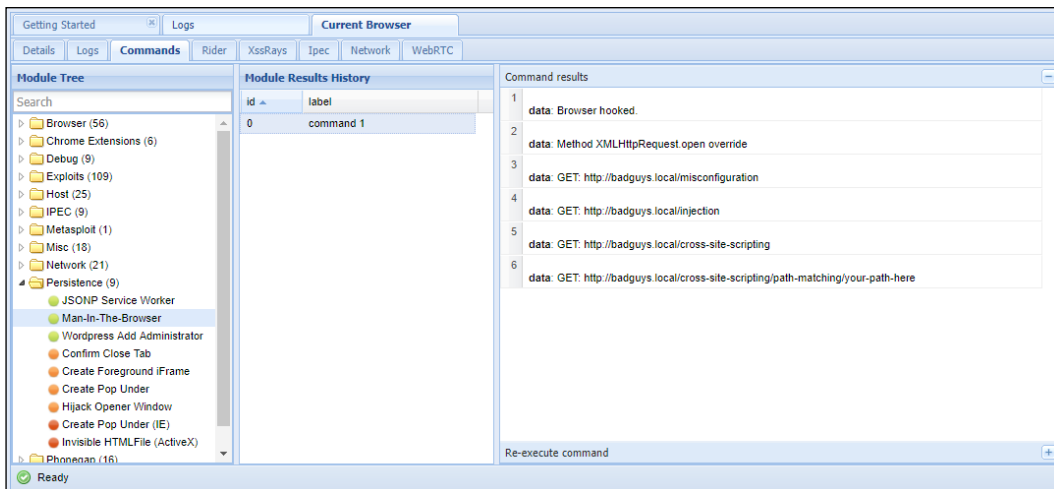 Getting Started Logs Current Browser
Details Logs Commands Rider XssRays Ipec Network WebRTC
Module Tree
Search
Browser (56)
Chrome Extensions (6)
Debug (9)
Exploits (109)
Host (25)
IPEC (9)
Metasploit (1)
Misc (18)
Network (21)
Persistence (9)
JSONP Service Worker
Man-In-The-Browser
Wordpress Add Administrator
Confirm Close Tab
Create Foreground iFrame
Create Pop Under
Hijack Opener Window
Create Pop Under (IE)
Invisible HTMLFile (ActiveX)
Phonegap (16)
Module Results History
id label
0 command 1
Command results
1
data: Browser hooked.
2
data: Method XMLHttpRequest.open override
3
data: GET: http://badguys.local/misconfiguration
4
data: GET: http://badguys.local/injection
5
data: GET: http://badguys.local/cross-site-scripting
6
data: GET: http://badguys.local/cross-site-scripting/path-matching/your-path-here
Re-execute command
Ready